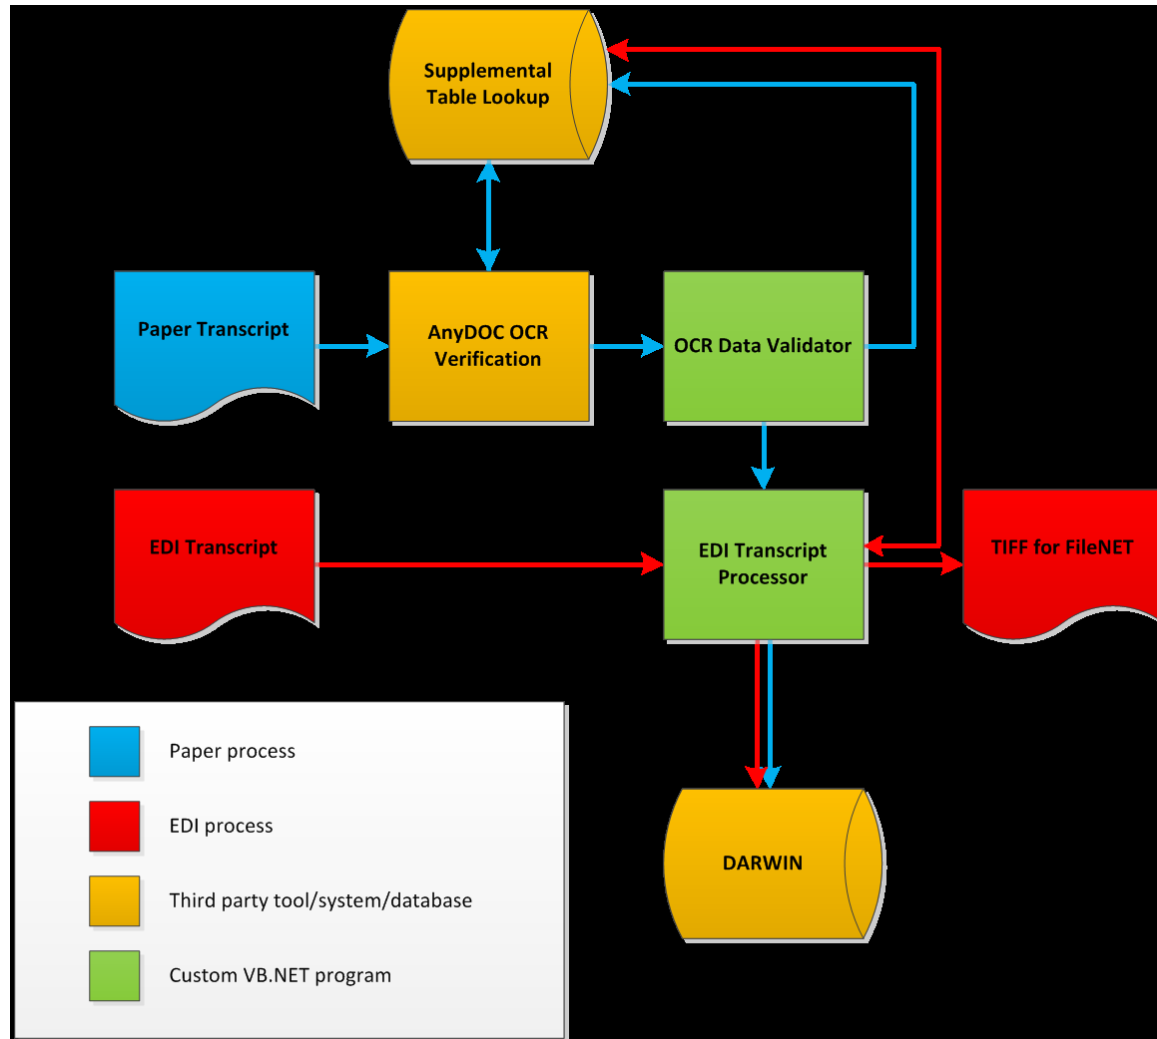 Supplemental
Table Lookup
Paper Transcript
AnyDOC OCR
Verification
OCR Data Validator
EDI Transcript
EDI Transcript
Processor
TIFF for FileNET
DARWIN
Paper process
EDI process
Third party tool/system/database
Custom VB.NET program